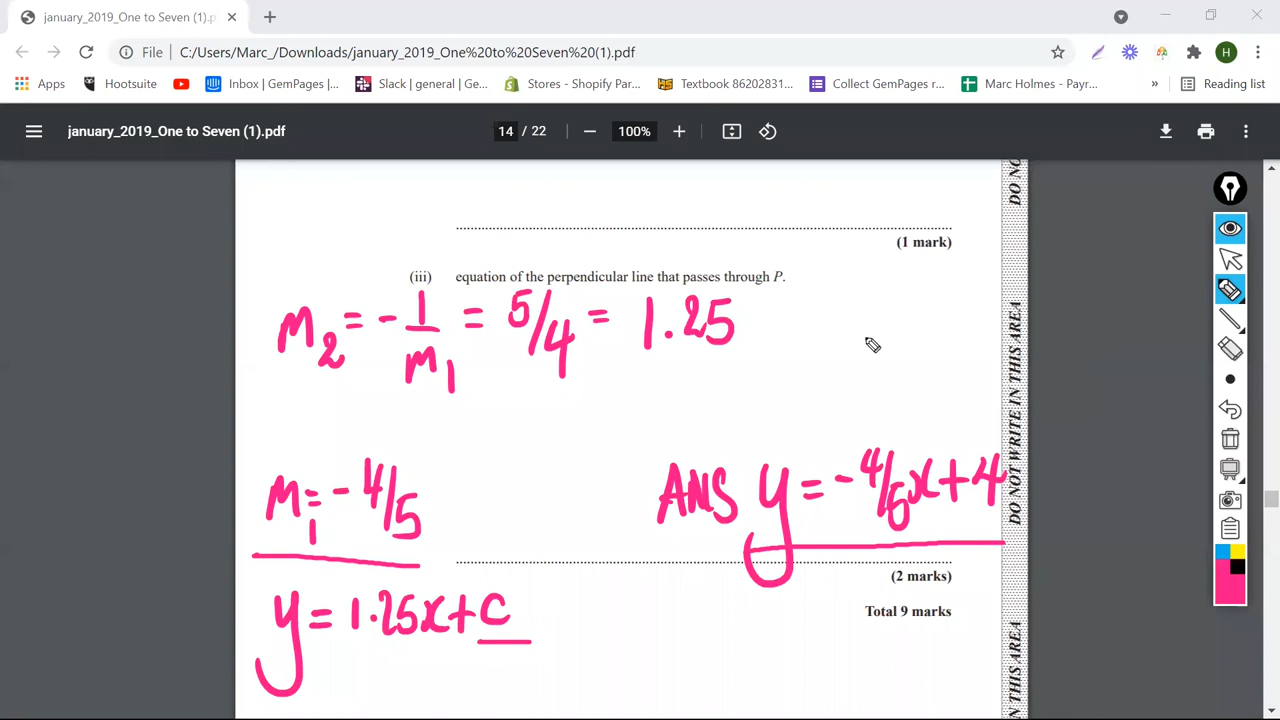 january_2019_One to Seven (1).p
File
C:/Users/Marc_/Downloads/january_2019_One%20to%20Seven%20(1).pdf
H
Apps
Hootsuite
Inbox | GemPages |...
Slack | general | Ge...
Stores - Shopify Par...
Textbook 86202831...
Collect GemPages r...
Marc Holmes - Payr...
»
Reading list
january_2019_One to Seven (1).pdf
14 / 22
100%
(1 mark)
(iii) equation of the perpendicular line that passes through P.
m2 = - 1/m1 = 5/4 = 1.25
m1 = - 4/5
ANS y = - 4/5x + 4
(2 marks)
Total 9 marks
y = 1.25x + c
DO NO
DO NOT WRITE IN THIS AREA
N THIS AREA